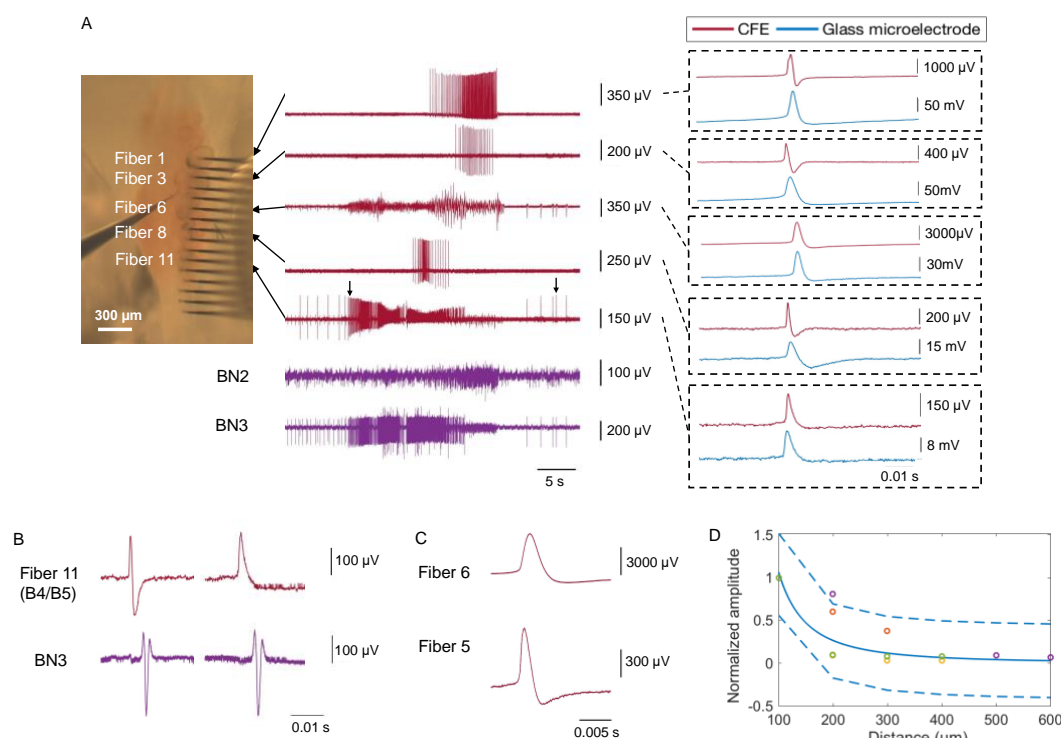 A
CFE
Glass microelectrode
Fiber 1
Fiber 3
Fiber 6
Fiber 8
Fiber 11
300 µm
350 µV
200 µV
350 µV
250 µV
150 µV
BN2
100 µV
BN3
200 µV
5 s
1000 µV
50 mV
400 µV
50mV
3000µV
30mV
200 µV
15 mV
150 µV
8 mV
0.01 s
B
Fiber 11
(B4/B5)
100 µV
BN3
100 µV
0.01 s
C
Fiber 6
3000 µV
Fiber 5
300 µV
0.005 s
D
Normalized amplitude
1.5
1
0.5
0
-0.5
100 200 300 400 500 600
Distance (µm)